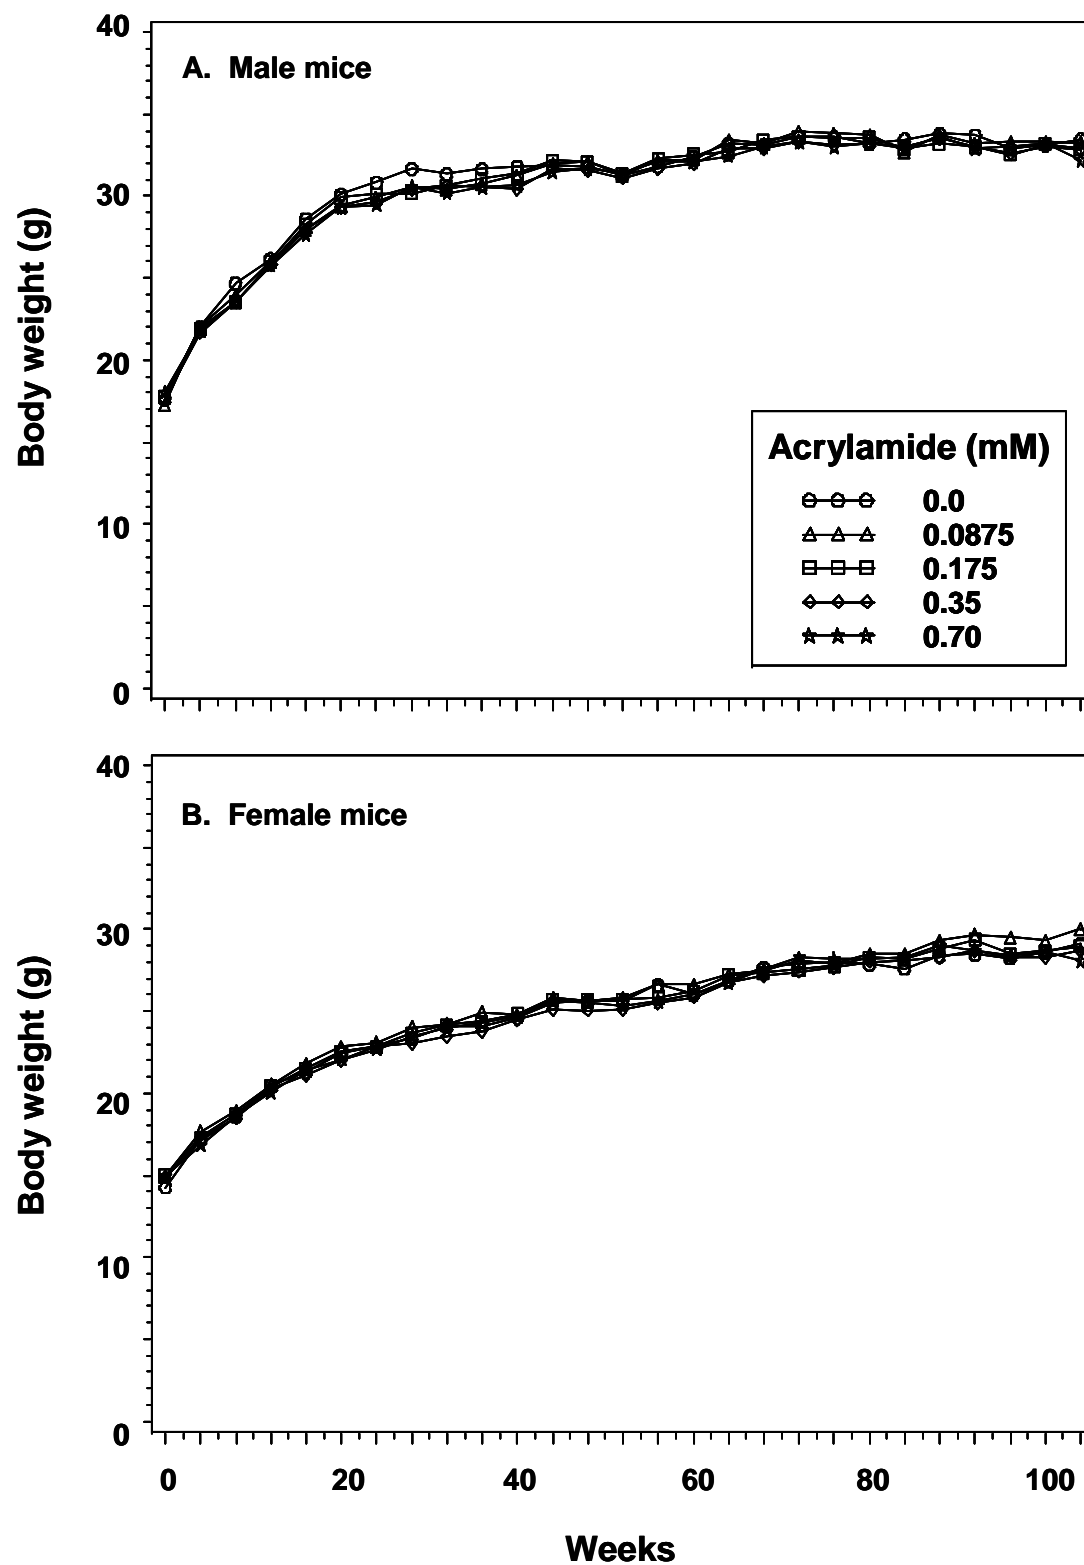 40
A. Male mice
30
20
10
0
Body weight (g)
Acrylamide (mM)
0.0
0.0875
0.175
0.35
0.70
40
B. Female mice
30
20
10
0
Body weight (g)
0 20 40 60 80 100
Weeks